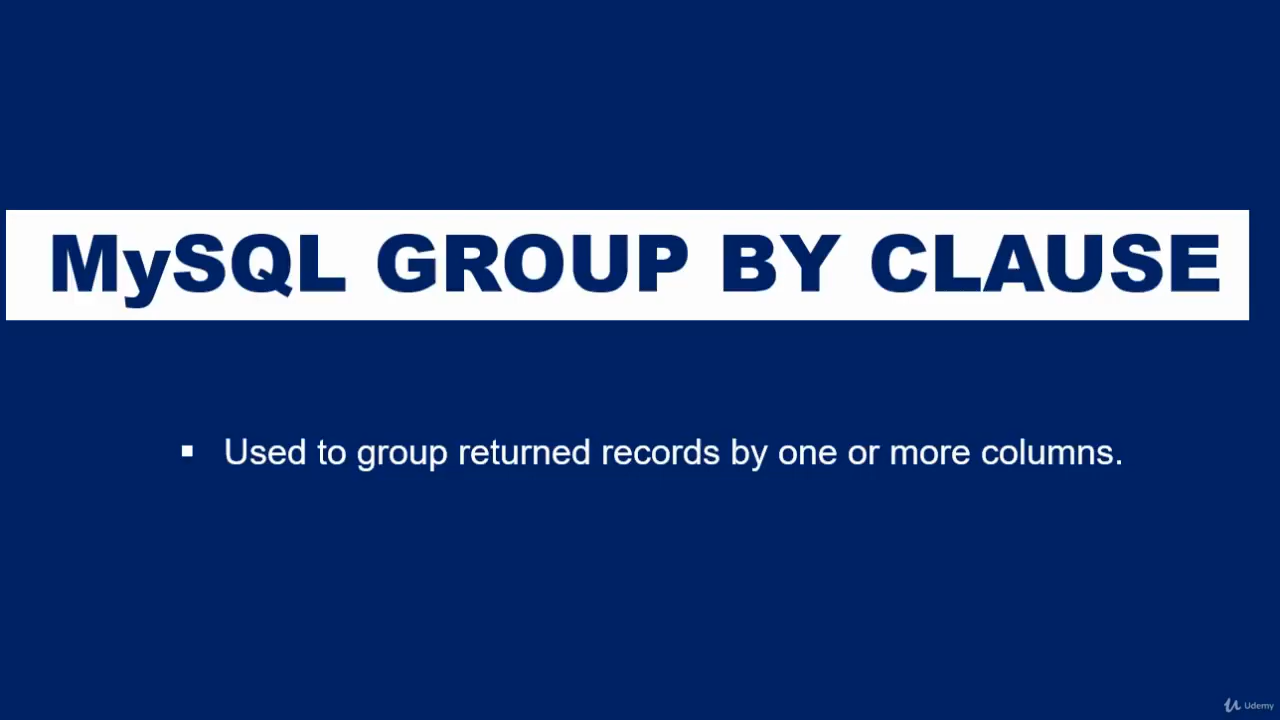 MySQL GROUP BY CLAUSE
▪ Used to group returned records by one or more columns.
Udemy